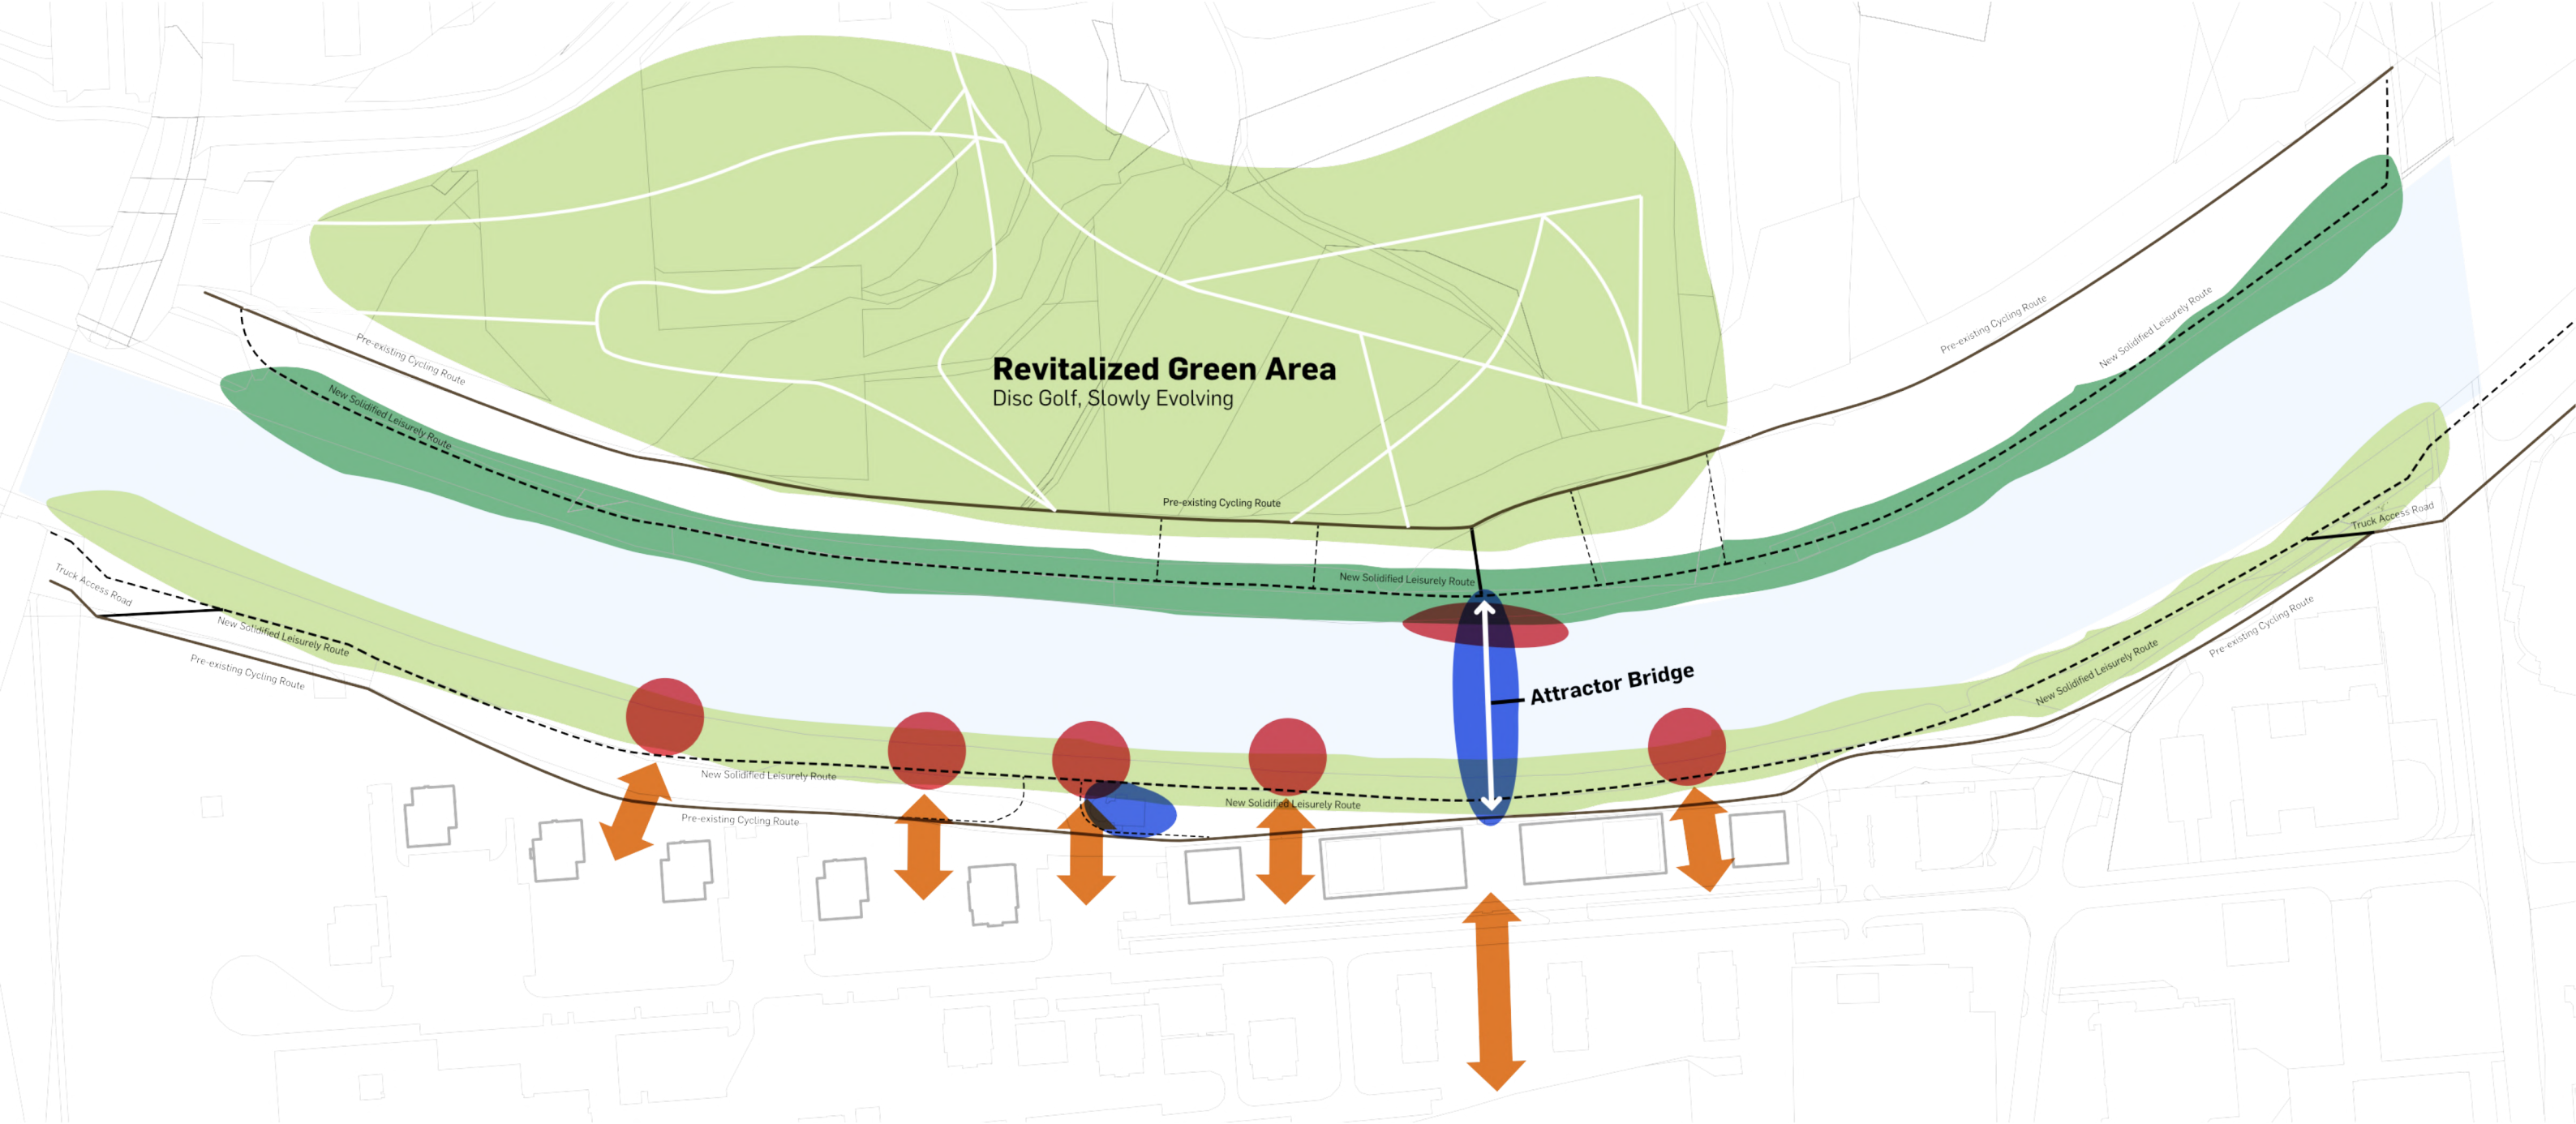 Pre-existing Cycling Route
New Solidified Leisurely Route
Pre-existing Cycling Route
New Solidified Leisurely Route
Revitalized Green Area
Disc Golf, Slowly Evolving
Pre-existing Cycling Route
New Solidified Leisurely Route
Truck Access Road
Truck Access Road
New Solidified Leisurely Route
Pre-existing Cycling Route
Pre-existing Cycling Route
New Solidified Leisurely Route
Attractor Bridge
New Solidified Leisurely Route
New Solidified Leisurely Route
Pre-existing Cycling Route